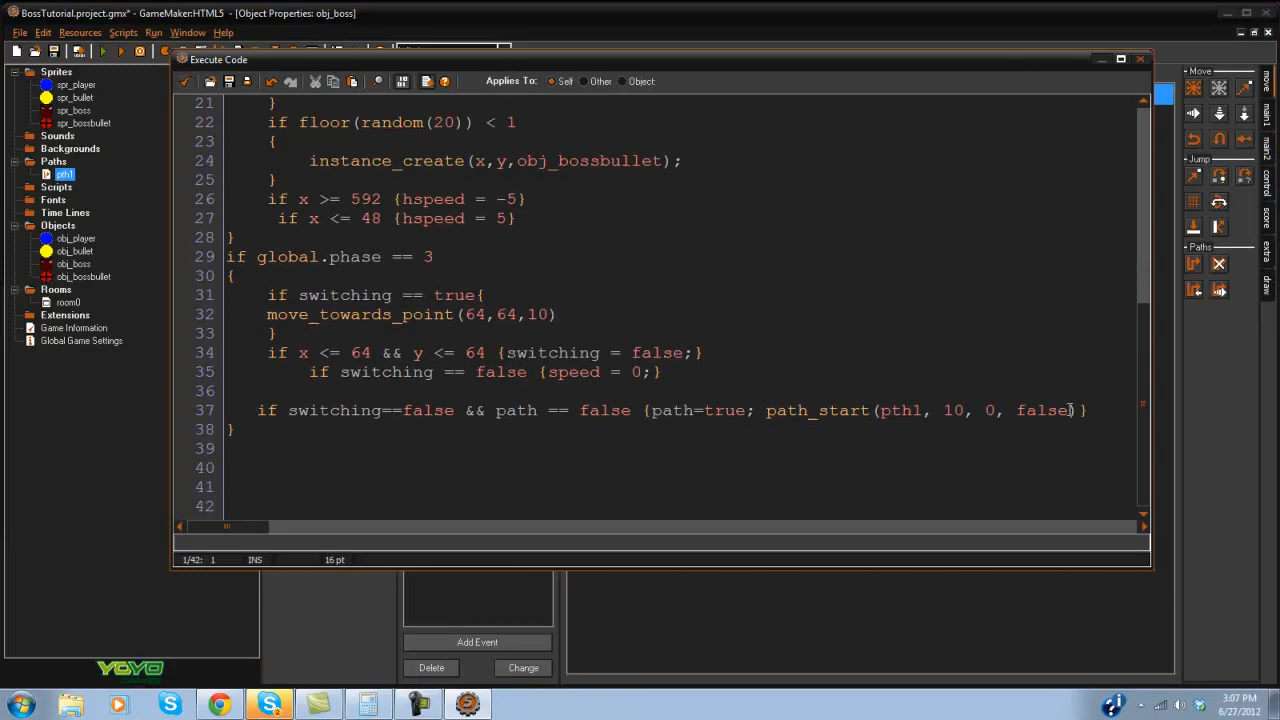 BossTutorial.project.gmx* - GameMaker:HTML5 - [Object Properties: obj_boss]
File Edit Resources Scripts Run Window Help
Execute Code
Applies To: Self Other Object:
Sprites
spr_player
spr_bullet
spr_boss
spr_bossbullet
Sounds
Backgrounds
Paths
pth1
Scripts
Fonts
Time Lines
Objects
obj_player
obj_bullet
obj_boss
obj_bossbullet
Rooms
room0
Extensions
Game Information
Global Game Settings
21 }
22 if floor(random(20)) < 1
23 {
24 instance_create(x,y,obj_bossbullet);
25 }
26 if x >= 592 {hspeed = -5}
27 if x <= 48 {hspeed = 5}
28 }
29 if global.phase == 3
30 {
31 if switching == true{
32 move_towards_point(64,64,10)
33 }
34 if x <= 64 && y <= 64 {switching = false;}
35 if switching == false {speed = 0;}
36
37 if switching==false && path == false {path=true; path_start(pth1, 10, 0, false)}
38 }
39
40
41
42
1/42: 1 INS 16 pt
Add Event
Delete Change
Move
Jump
Paths
move
main1
main2
control
score
extra
draw
YOYO
3:07 PM
6/27/2012